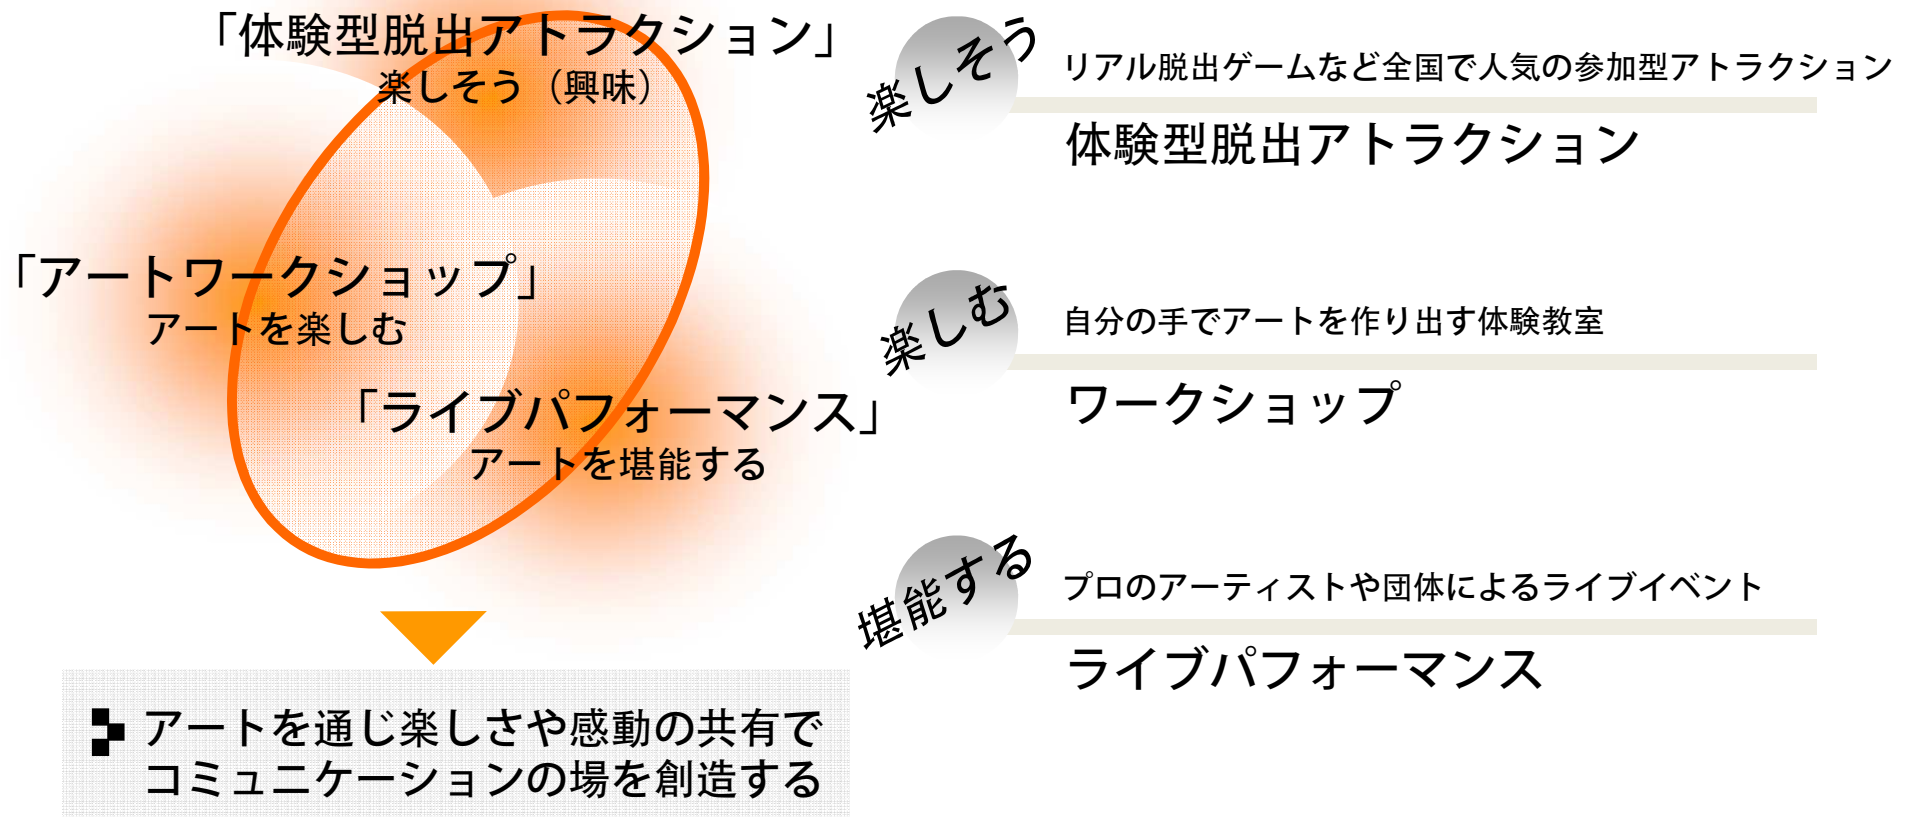 「体験型脱出アトラクション」
楽しそう（興味）
「アートワークショップ」
アートを楽しむ
「ライブパフォーマンス」
アートを堪能する
アートを通じ楽しさや感動の共有で
コミュニケーションの場を創造する
楽しそう
リアル脱出ゲームなど全国で人気の参加型アトラクション
体験型脱出アトラクション
楽しむ
自分の手でアートを作り出す体験教室
ワークショップ
堪能する
プロのアーティストや団体によるライブイベント
ライブパフォーマンス